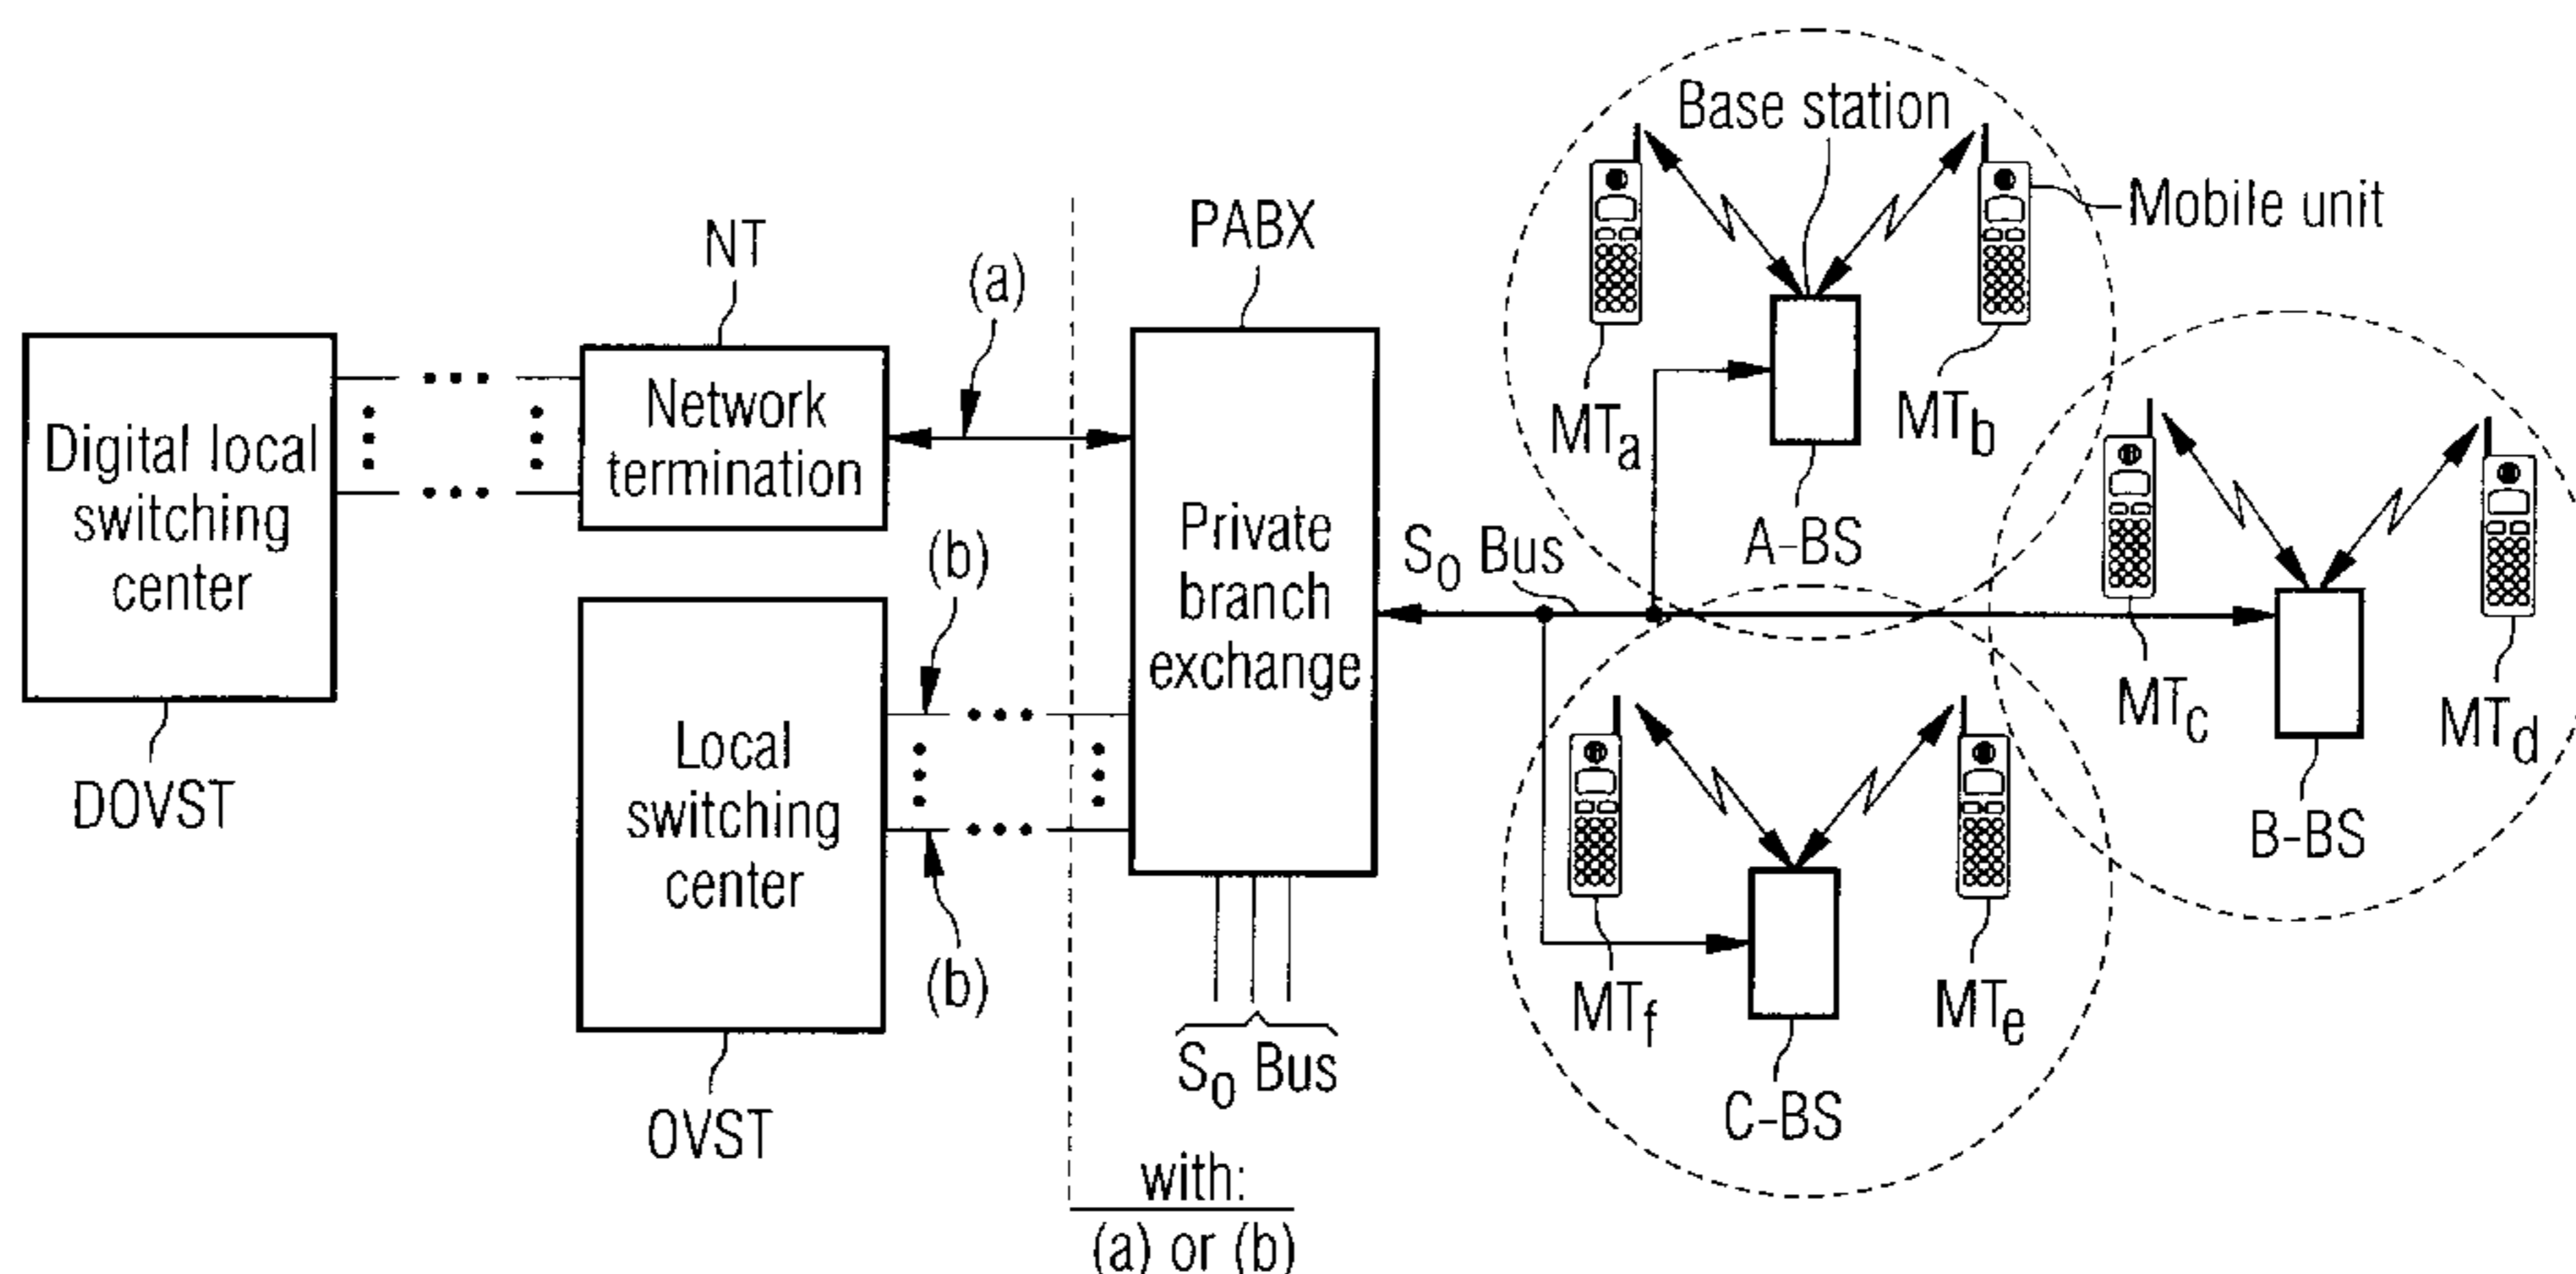 Base station
Mobile unit
NT
(a)
PABX
Digital local
switching
center
Network
termination
MTa
MTb
A-BS
(b)
Private
branch
exchange
S0 Bus
MTc
MTd
B-BS
DOVST
Local
switching
center
(b)
MTf
MTe
C-BS
S0 Bus
OVST
with:
(a) or (b)